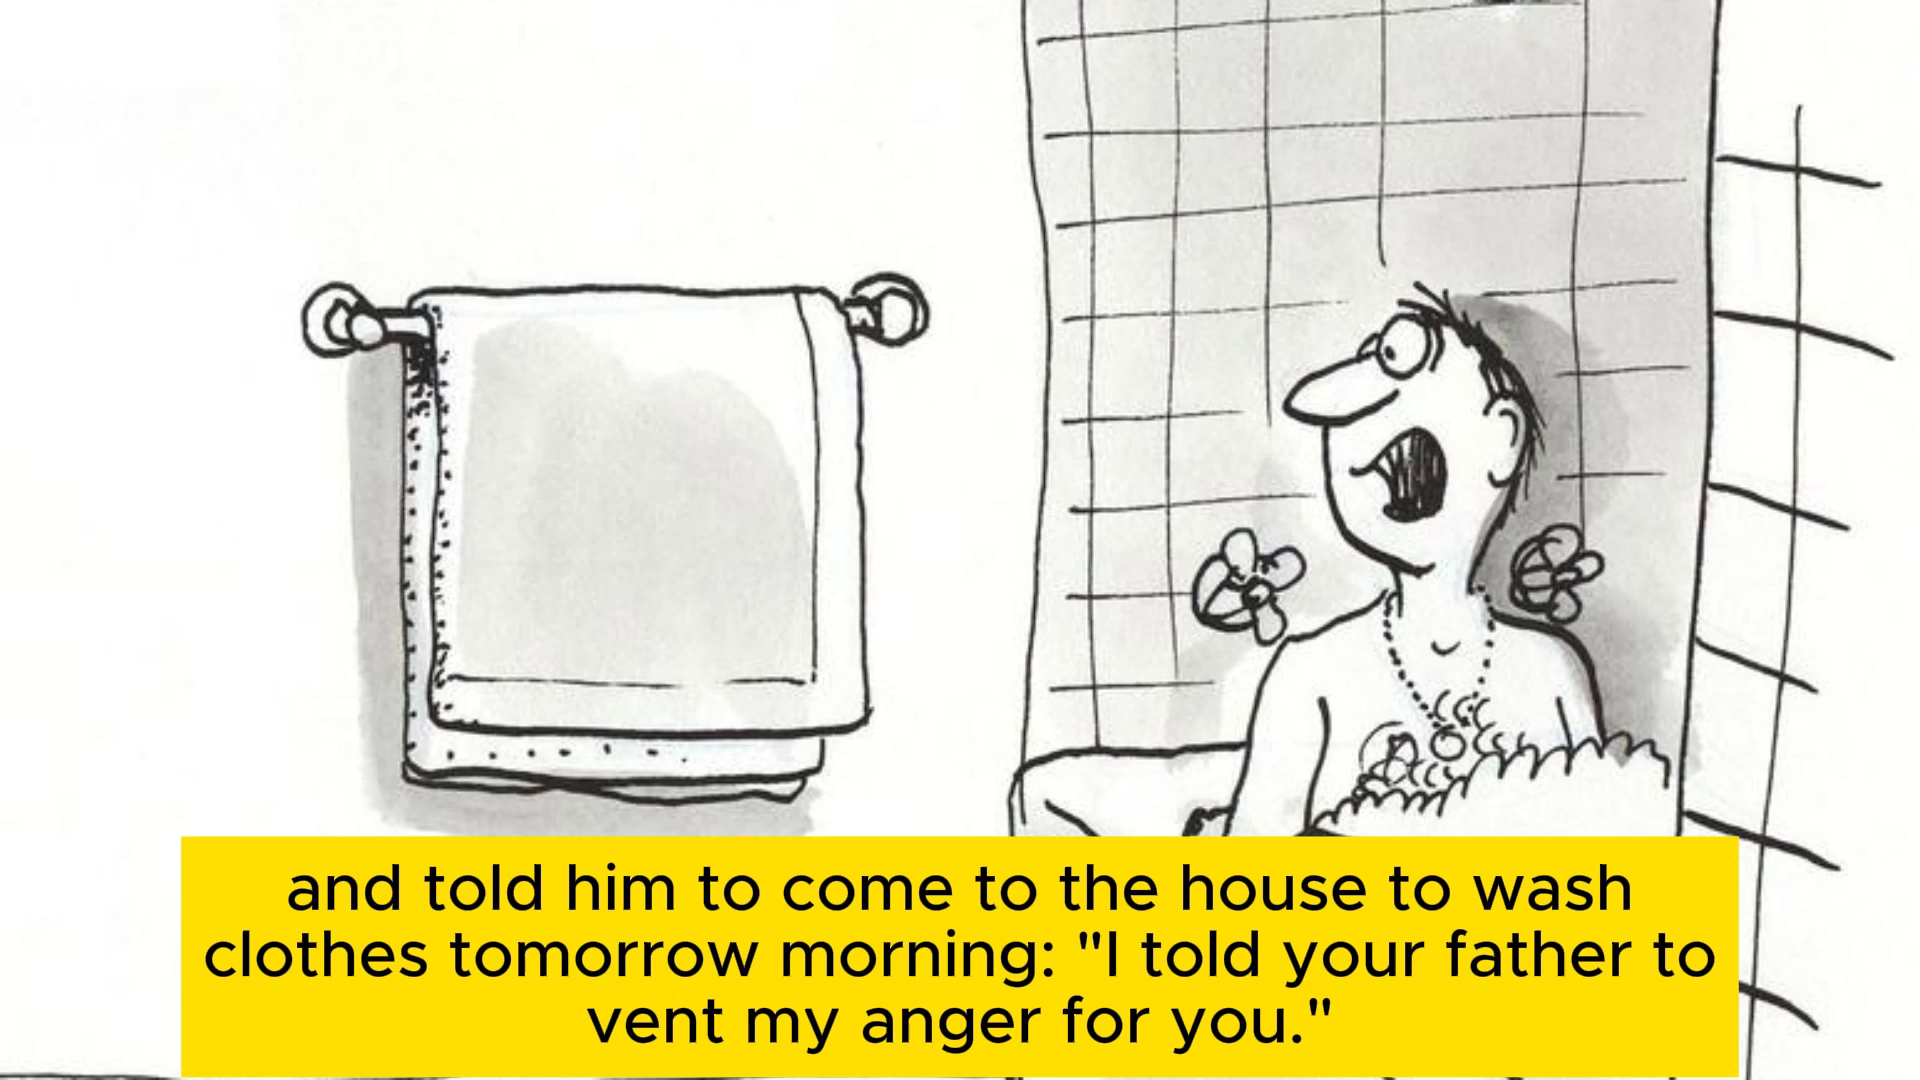 and told him to come to the house to wash
clothes tomorrow morning: "I told your father to
vent my anger for you."